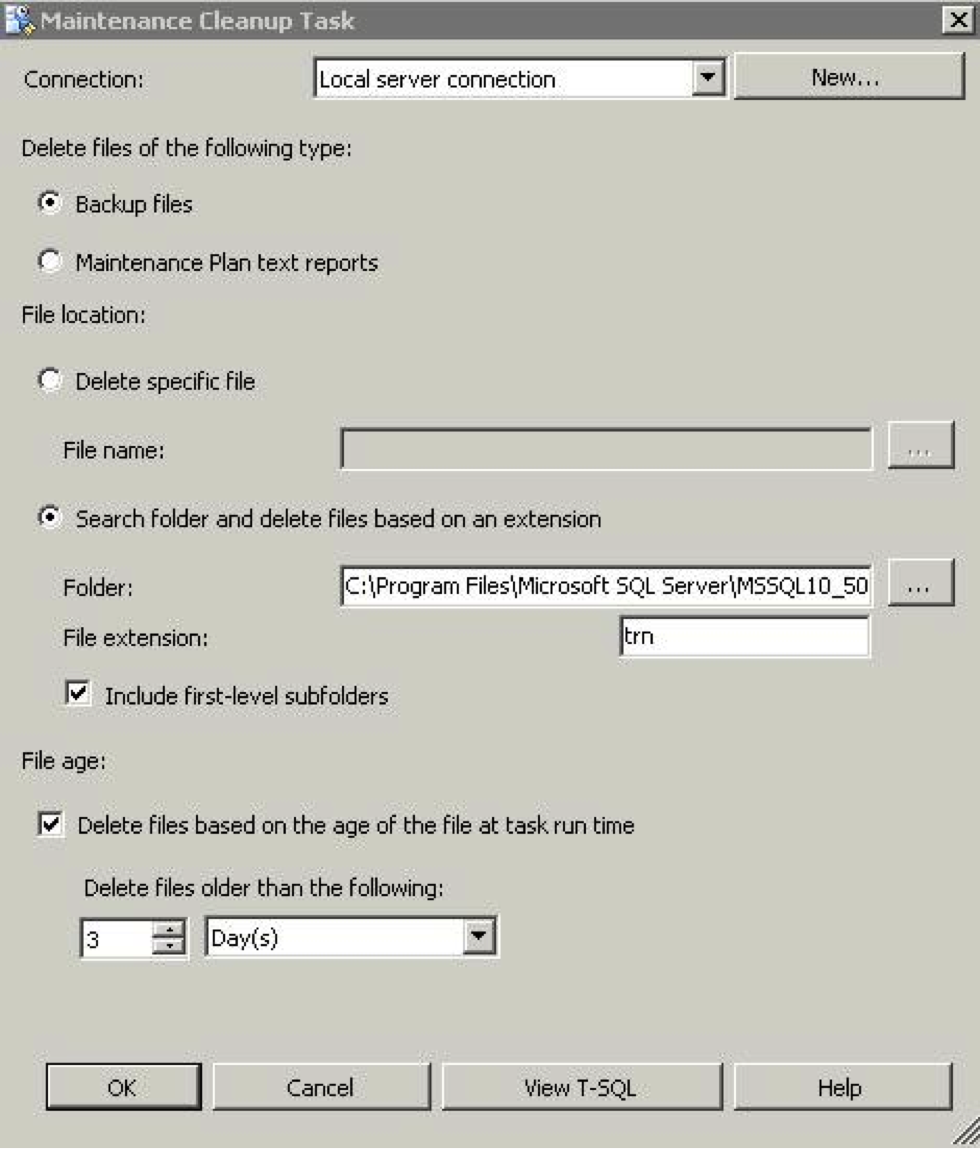 Maintenance Cleanup Task
Connection: Local server connection New...
Delete files of the following type:
Backup files
Maintenance Plan text reports
File location:
Delete specific file
File name: ...
Search folder and delete files based on an extension
Folder: C:\Program Files\Microsoft SQL Server\MSSQL10_50 ...
File extension: trn
Include first-level subfolders
File age:
Delete files based on the age of the file at task run time
Delete files older than the following:
3 Day(s)
OK Cancel View T-SQL Help